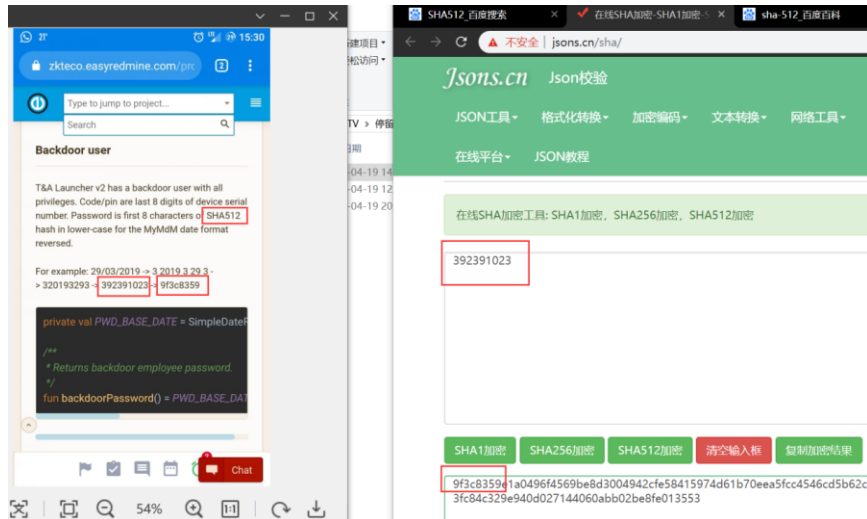 15:30
zkteco.easyredmine.com/pro
2
Type to jump to project...
Search
Backdoor user
T&A Launcher v2 has a backdoor user with all
privileges. Code/pin are last 8 digits of device serial
number. Password is first 8 characters of SHA512
hash in lower-case for the MyMdM date format
reversed.
For example: 29/03/2019 -> 3 2019 3 29 3 -
> 320193293 -> 392391023 -> 9f3c8359
private val PWD_BASE_DATE = SimpleDateF
/**
* Returns backdoor employee password.
*/
fun backdoorPassword() = PWD_BASE_DAT
Chat
54%
1:1
建项目
松访问
TV > 停留
日期
-04-19 14
-04-19 12
-04-19 20
SHA512_百度搜索
在线SHA加密-SHA1加密-S
sha-512_百度百科
不安全 | jsons.cn/sha/
Jsons.cn Json校验
JSON工具 格式化转换 加密编码 文本转换 网络工具
在线平台 JSON教程
在线SHA加密工具: SHA1加密, SHA256加密, SHA512加密
392391023
SHA1加密 SHA256加密 SHA512加密 清空输入框 复制加密结果
9f3c8359e1a0496f4569be8d3004942cfe58415974d61b70eea5fcc4546cd5b62c
3fc84c329e940d027144060abb02be8fe013553